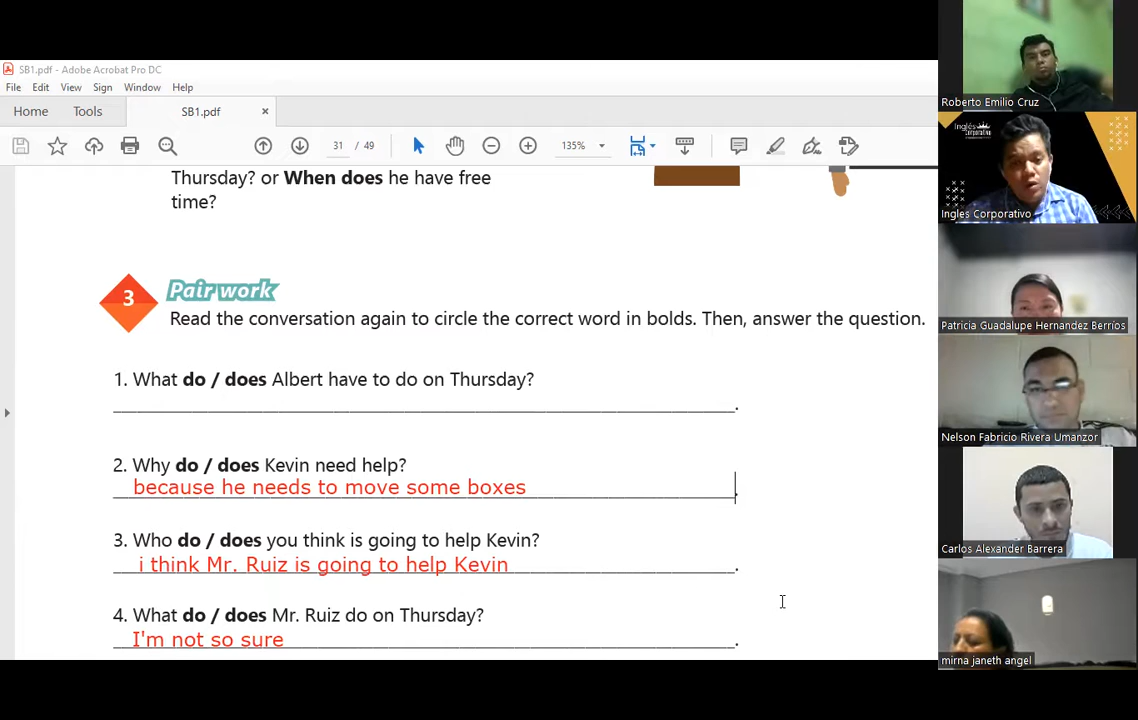 SB1.pdf - Adobe Acrobat Pro DC
File Edit View Sign Window Help
Home Tools SB1.pdf ×
31 / 49 135%
Thursday? or When does he have free
time?
3 Pair work
Read the conversation again to circle the correct word in bolds. Then, answer the question.
1. What do / does Albert have to do on Thursday?
2. Why do / does Kevin need help?
because he needs to move some boxes
3. Who do / does you think is going to help Kevin?
i think Mr. Ruiz is going to help Kevin
4. What do / does Mr. Ruiz do on Thursday?
I'm not so sure
Roberto Emilio Cruz
Inglés
Corporativo
Ingles Corporativo
Patricia Guadalupe Hernandez Berríos
Nelson Fabricio Rivera Umanzor
Carlos Alexander Barrera
mirna janeth angel